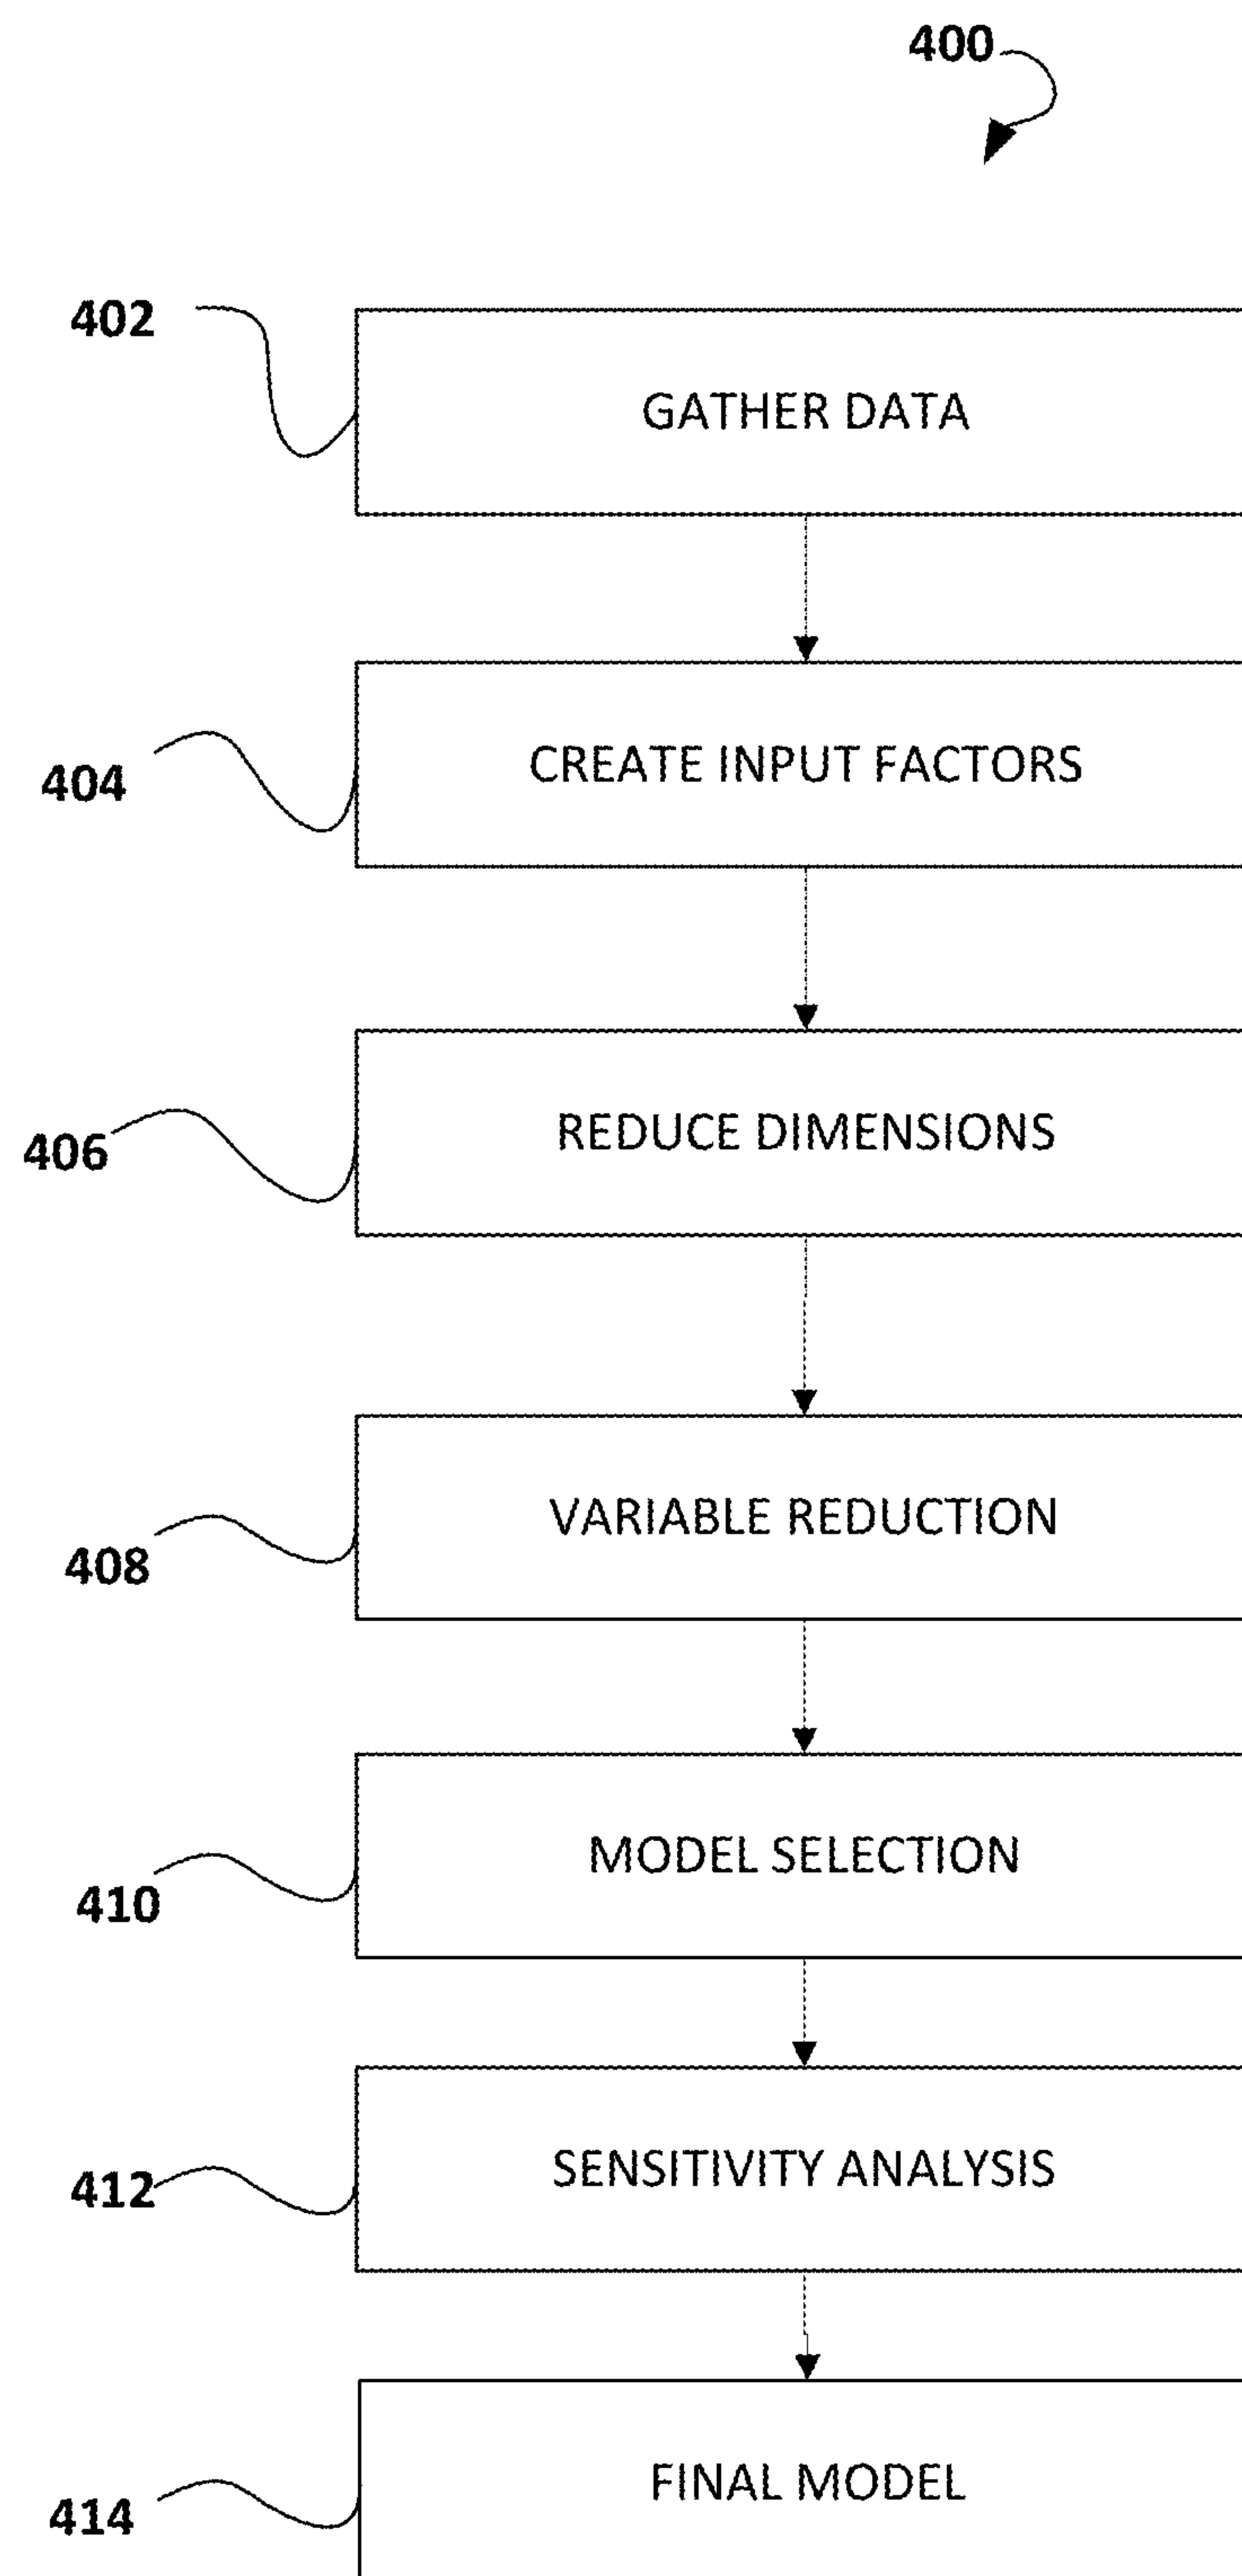 400
402
GATHER DATA
404
CREATE INPUT FACTORS
406
REDUCE DIMENSIONS
408
VARIABLE REDUCTION
410
MODEL SELECTION
412
SENSITIVITY ANALYSIS
414
FINAL MODEL